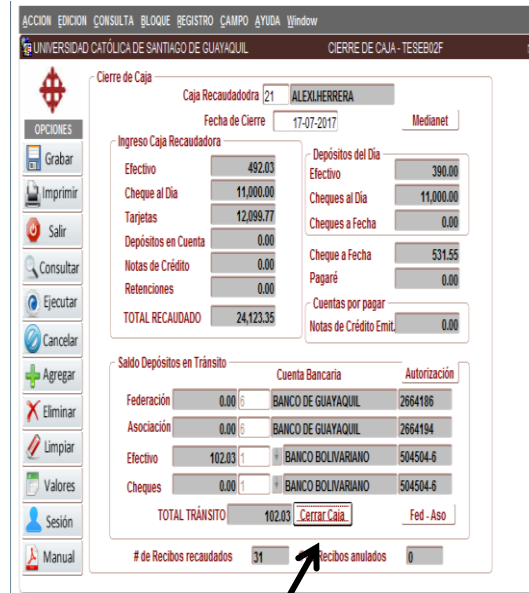 ACCION EDICION CONSULTA BLOQUE REGISTRO CAMPO AYUDA Window
UNIVERSIDAD CATÓLICA DE SANTIAGO DE GUAYAQUIL CIERRE DE CAJA - TESEB02F
OPCIONES
Grabar
Imprimir
Salir
Consultar
Ejecutar
Cancelar
Agregar
Eliminar
Limpiar
Valores
Sesión
Manual
Cierre de Caja
Caja Recaudadodra 21 ALEXI.HERRERA
Fecha de Cierre 17-07-2017 Medianet
Ingreso Caja Recaudadora
Efectivo 492.03
Cheque al Dia 11,000.00
Tarjetas 12,099.77
Depósitos en Cuenta 0.00
Notas de Crédito 0.00
Retenciones 0.00
TOTAL RECAUDADO 24,123.35
Depósitos del Dia
Efectivo 390.00
Cheques al Día 11,000.00
Cheques a Fecha 0.00
Cheque a Fecha 531.55
Pagaré 0.00
Cuentas por pagar
Notas de Crédito Emit. 0.00
Saldo Depósitos en Tránsito
Cuenta Bancaria Autorización
Federación 0.00 6 BANCO DE GUAYAQUIL 2664186
Asociación 0.00 6 BANCO DE GUAYAQUIL 2664194
Efectivo 102.03 1 BANCO BOLIVARIANO 504504-6
Cheques 0.00 1 BANCO BOLIVARIANO 504504-6
TOTAL TRÁNSITO 102.03 Cerrar Caja Fed - Aso
# de Recibos recaudados 31 Recibos anulados 0